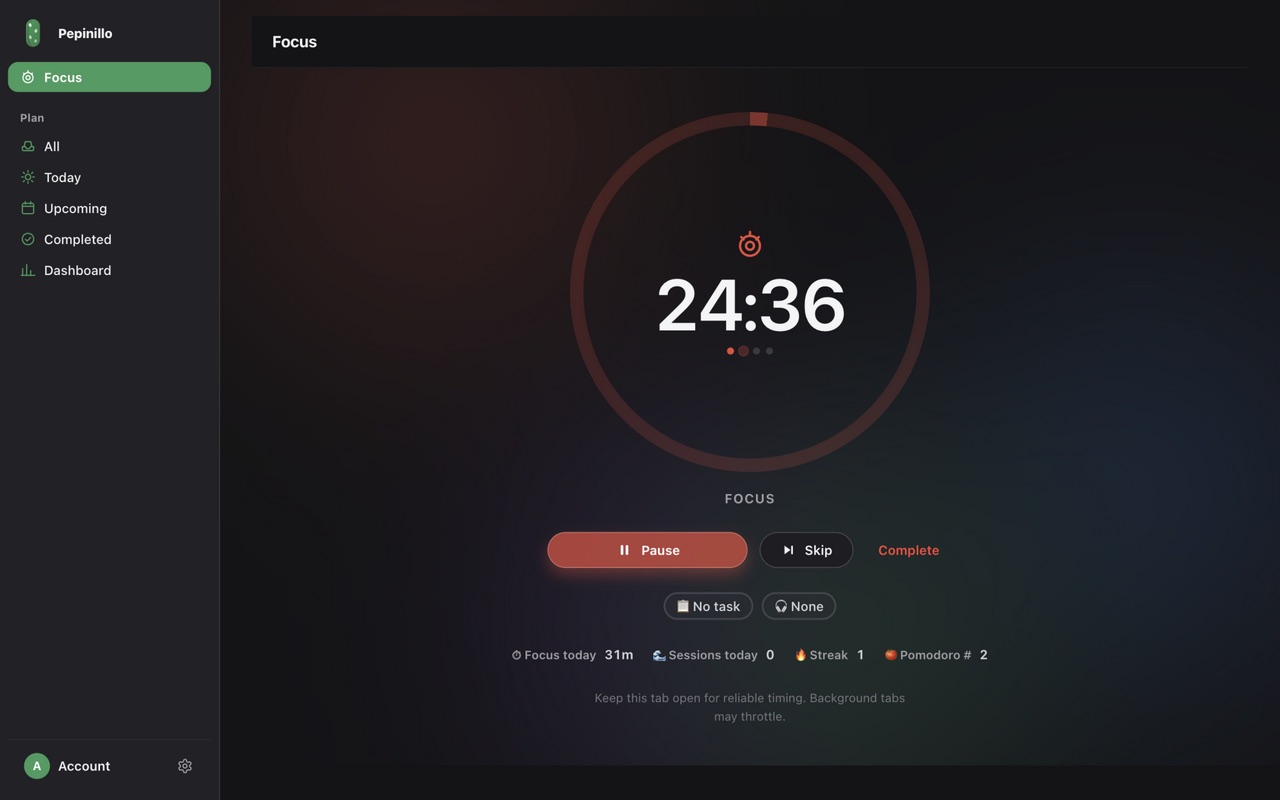 Pepinillo
Focus
Plan
All
Today
Upcoming
Completed
Dashboard
A Account
Focus
24:36
FOCUS
Pause Skip Complete
No task None
Focus today 31m Sessions today 0 Streak 1 Pomodoro # 2
Keep this tab open for reliable timing. Background tabs
may throttle.